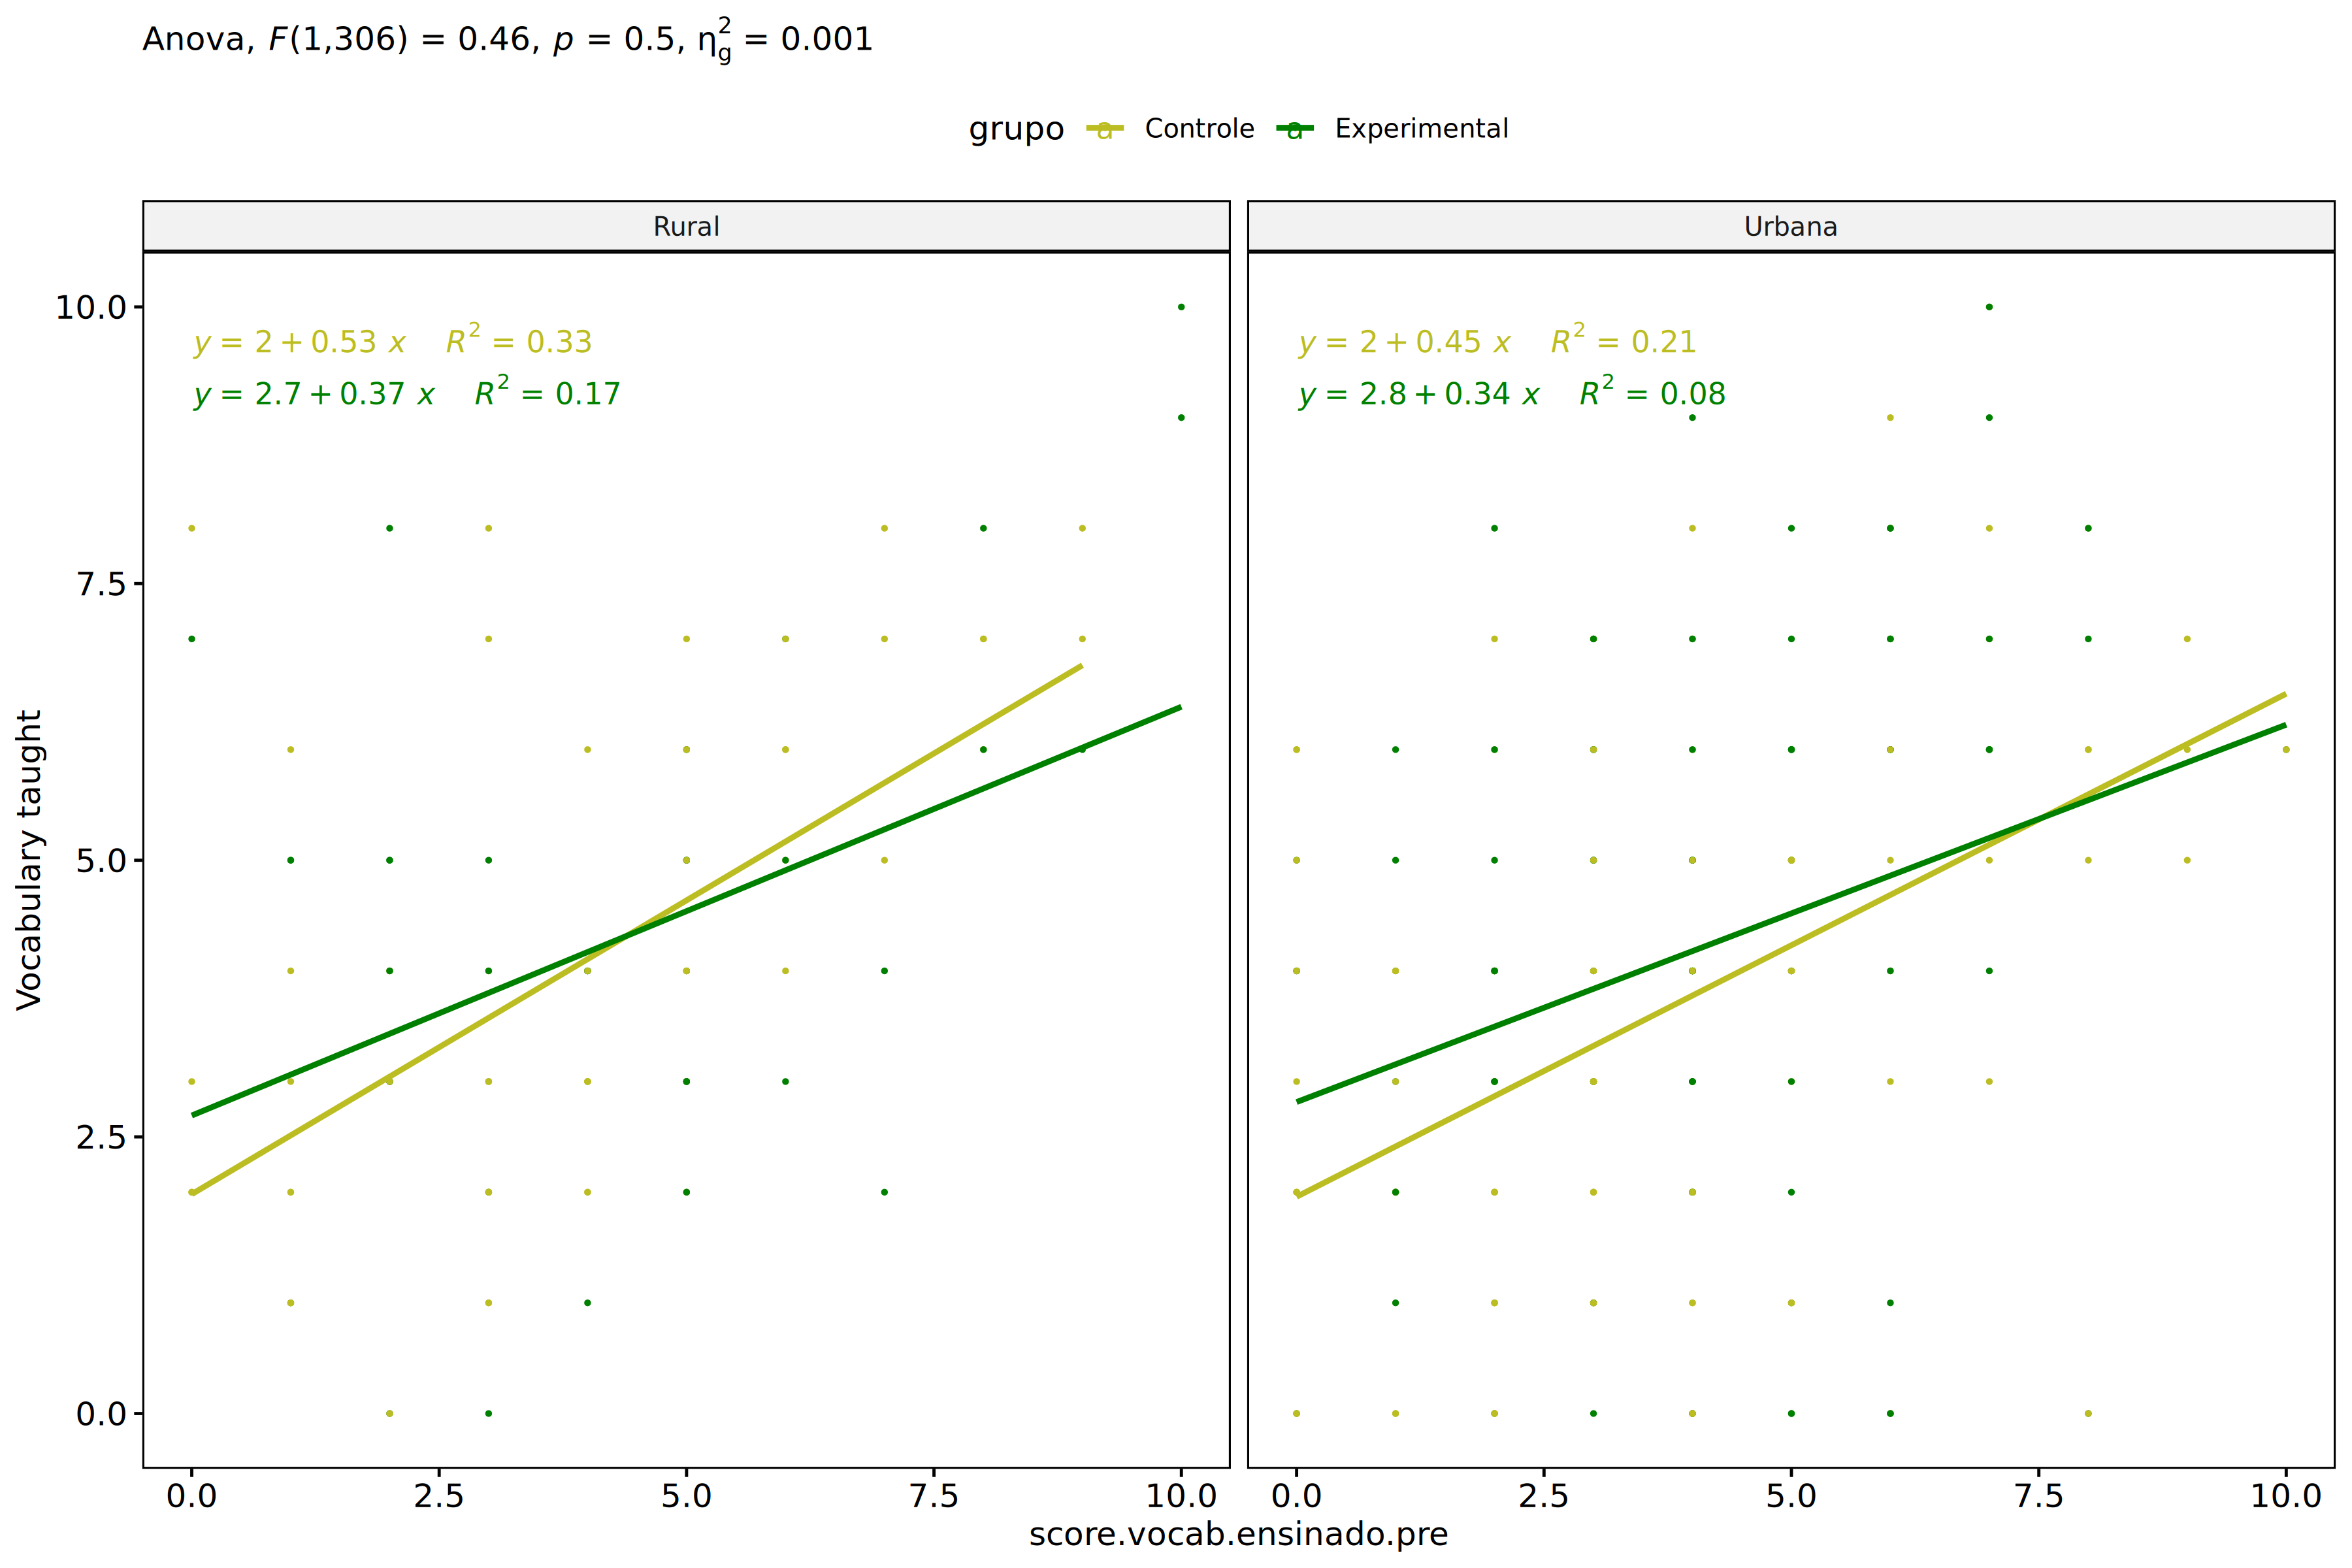 Anova, F(1,306) = 0.46, p = 0.5, η²g = 0.001
grupo a Controle a Experimental
Rural Urbana
y = 2 + 0.53 x R² = 0.33
y = 2.7 + 0.37 x R² = 0.17
y = 2 + 0.45 x R² = 0.21
y = 2.8 + 0.34 x R² = 0.08
10.0
7.5
5.0
2.5
0.0
Vocabulary taught
0.0 2.5 5.0 7.5 10.0 0.0 2.5 5.0 7.5 10.0
score.vocab.ensinado.pre